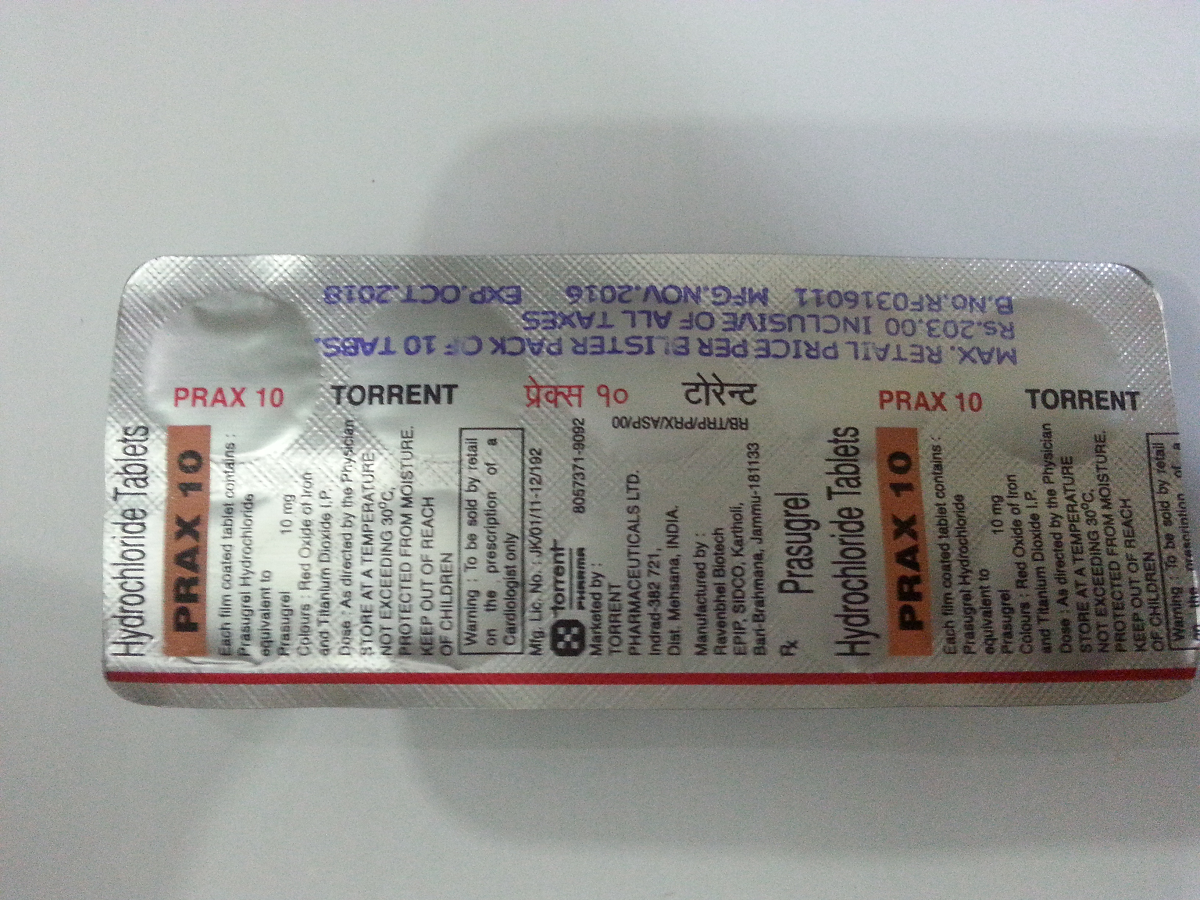 MAX. RETAIL PRICE PER BLISTER PACK OF 10 TABS.
RS.203.00 INCLUSIVE OF ALL TAXES
B.NO.RF0316011 MFG.NOV.2016 EXP.OCT.2018
PRAX 10 TORRENT प्रेक्स १० टोरेन्ट PRAX 10 TORRENT
Hydrochloride Tablets
PRAX 10
Each film coated tablet contains :
Prasugrel Hydrochloride
equivalent to
Prasugrel 10 mg
Colours : Red Oxide of Iron
and Titanium Dioxide I.P.
Dose : As directed by the Physician
STORE AT A TEMPERATURE
NOT EXCEEDING 30°C,
PROTECTED FROM MOISTURE.
KEEP OUT OF REACH
OF CHILDREN
Warning : To be sold by retail
on the prescription of a
Cardiologist only
Mfg. Lic. No. : JK/01/11-12/192
torrent
PHARMA
8057371-9092
Marketed by :
TORRENT
PHARMACEUTICALS LTD.
Indrad-382 721,
Dist. Mehsana, INDIA.
Manufactured by :
Ravenbhel Biotech
EPIP, SIDCO, Kartholi,
Bari-Brahmana, Jammu-181133
RB/TRP/PRX/ASP/00
Rx Prasugrel
Hydrochloride Tablets
PRAX 10
Each film coated tablet contains :
Prasugrel Hydrochloride
equivalent to
Prasugrel 10 mg
Colours : Red Oxide of Iron
and Titanium Dioxide I.P.
Dose : As directed by the Physician
STORE AT A TEMPERATURE
NOT EXCEEDING 30°C,
PROTECTED FROM MOISTURE.
KEEP OUT OF REACH
OF CHILDREN
Warning : To be sold by retail